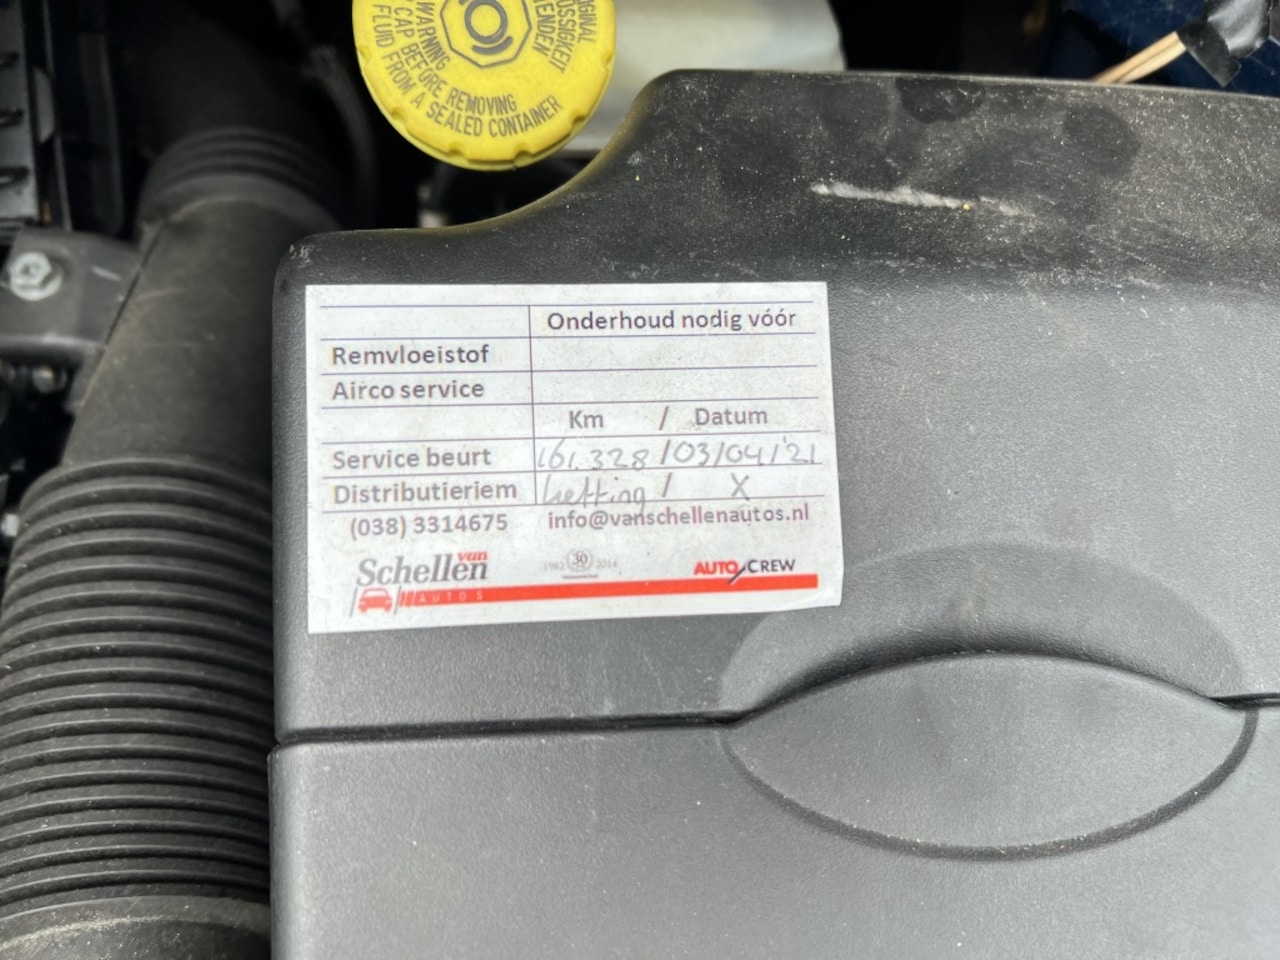 ORIGINAL
WARNING
CAP BEFORE REMOVING
FLUID FROM A SEALED CONTAINER
Onderhoud nodig vóór
Remvloeistof
Airco service
Km / Datum
Service beurt 161.328 / 03/04/'21
Distributieriem ketting / X
(038) 3314675 info@vanschellenautos.nl
van
Schellen
AUTOS
1982 30 2014
AUTO CREW